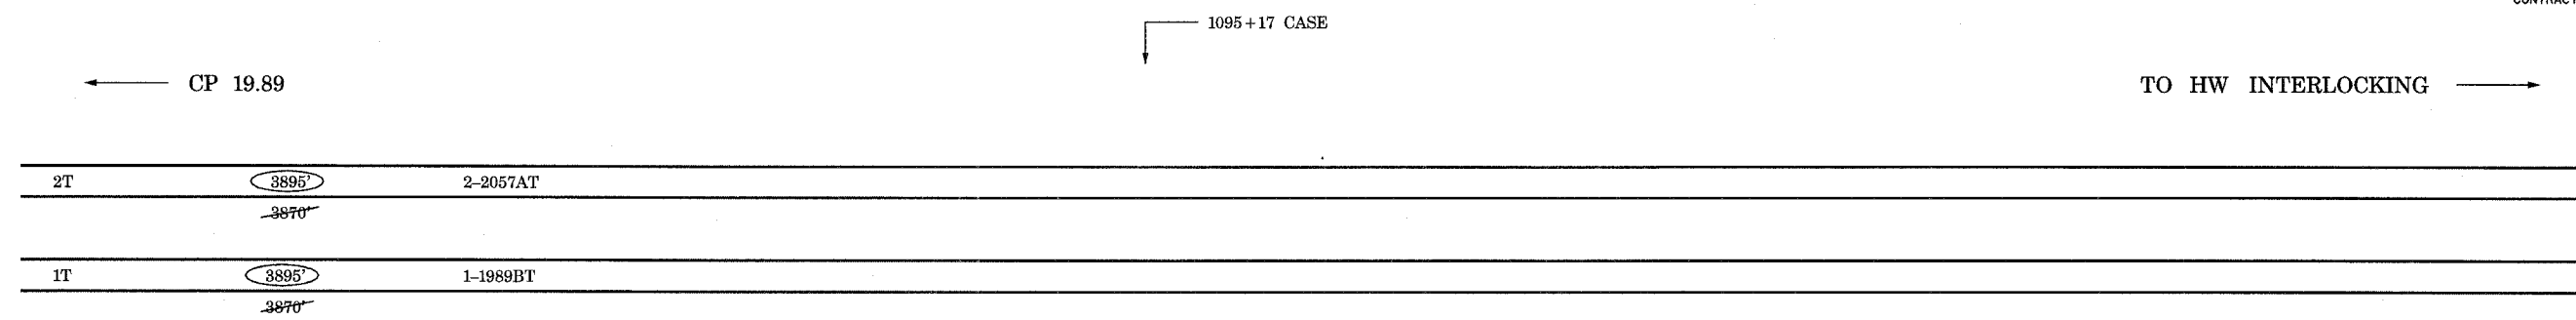 CONTRACT
1095+17 CASE
CP 19.89
TO HW INTERLOCKING
2T 3895' 2-2057AT
3870'
1T 3895' 1-1989BT
3870'